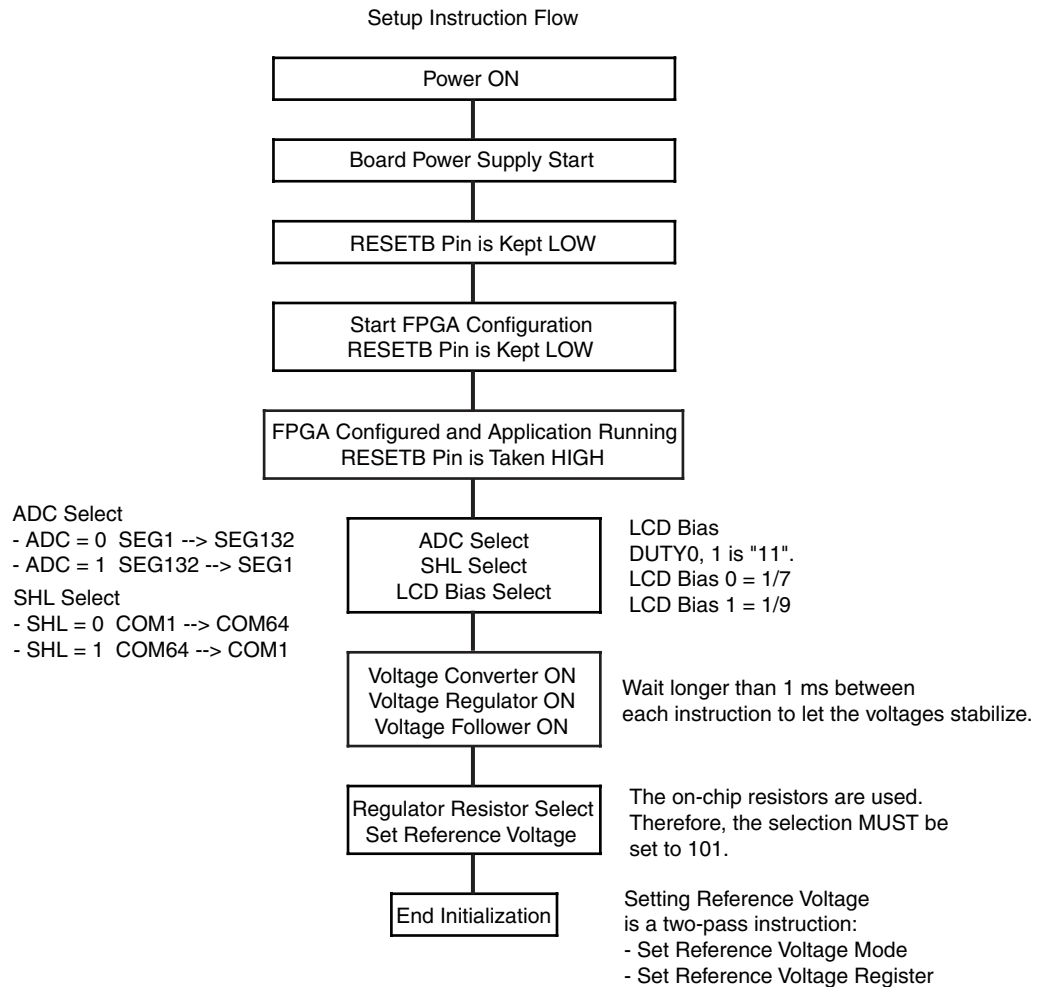 Setup Instruction Flow
Power ON
Board Power Supply Start
RESETB Pin is Kept LOW
Start FPGA Configuration
RESETB Pin is Kept LOW
FPGA Configured and Application Running
RESETB Pin is Taken HIGH
ADC Select
- ADC = 0  SEG1 --> SEG132
- ADC = 1  SEG132 --> SEG1
SHL Select
- SHL = 0  COM1 --> COM64
- SHL = 1  COM64 --> COM1
ADC Select
SHL Select
LCD Bias Select
LCD Bias
DUTY0, 1 is "11".
LCD Bias 0 = 1/7
LCD Bias 1 = 1/9
Voltage Converter ON
Voltage Regulator ON
Voltage Follower ON
Wait longer than 1 ms between
each instruction to let the voltages stabilize.
Regulator Resistor Select
Set Reference Voltage
The on-chip resistors are used.
Therefore, the selection MUST be
set to 101.
End Initialization
Setting Reference Voltage
is a two-pass instruction:
- Set Reference Voltage Mode
- Set Reference Voltage Register